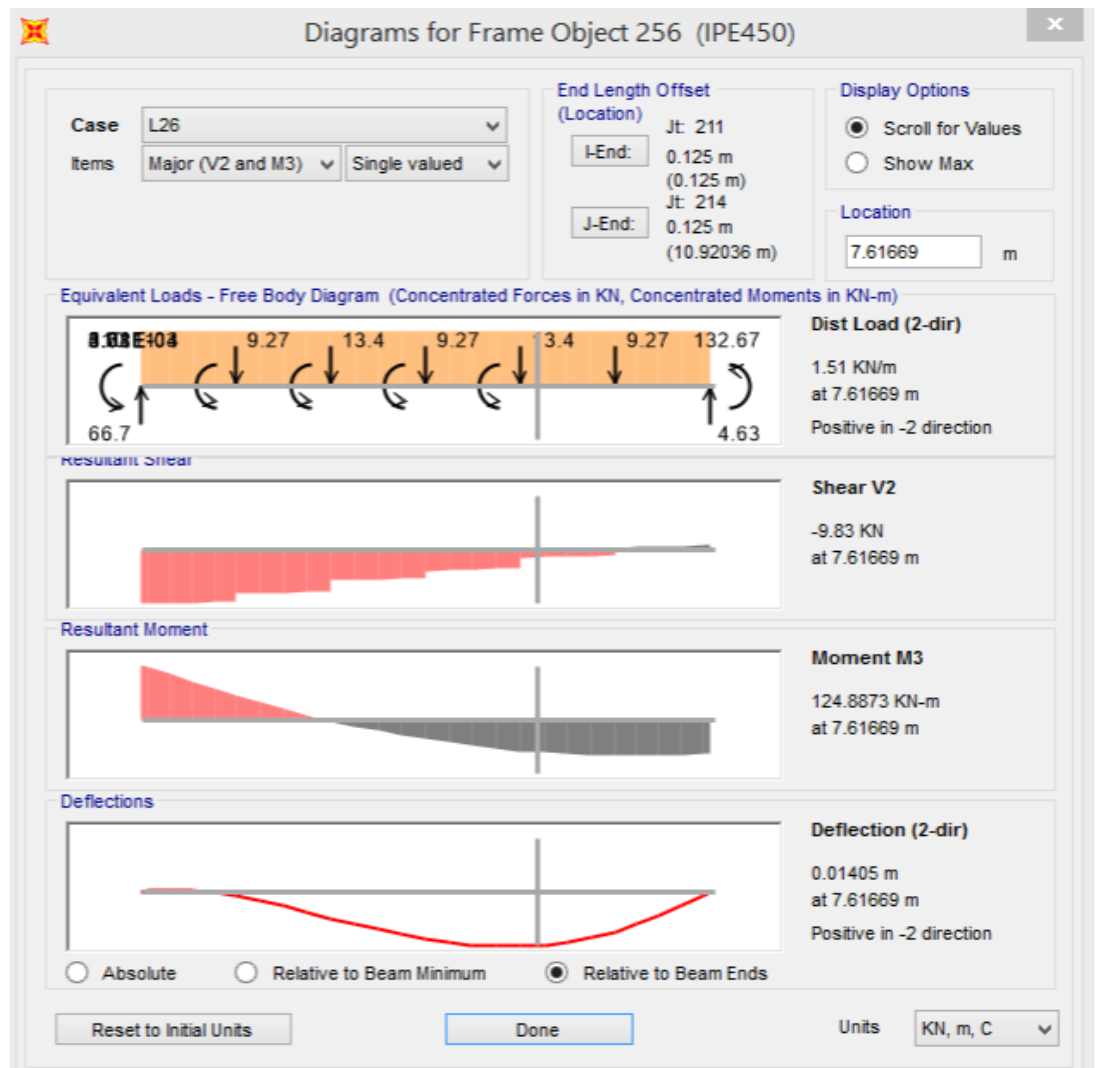 Diagrams for Frame Object 256 (IPE450)
Case L26
Items Major (V2 and M3) Single valued
End Length Offset
(Location)
I-End:
Jt: 211
0.125 m
(0.125 m)
J-End:
Jt: 214
0.125 m
(10.92036 m)
Display Options
Scroll for Values
Show Max
Location
7.61669 m
Equivalent Loads - Free Body Diagram (Concentrated Forces in KN, Concentrated Moments in KN-m)
9.27 13.4 9.27 13.4 9.27 132.67
66.7 4.63
Dist Load (2-dir)
1.51 KN/m
at 7.61669 m
Positive in -2 direction
Resultant Shear
Shear V2
-9.83 KN
at 7.61669 m
Resultant Moment
Moment M3
124.8873 KN-m
at 7.61669 m
Deflections
Deflection (2-dir)
0.01405 m
at 7.61669 m
Positive in -2 direction
Absolute Relative to Beam Minimum Relative to Beam Ends
Reset to Initial Units Done Units KN, m, C